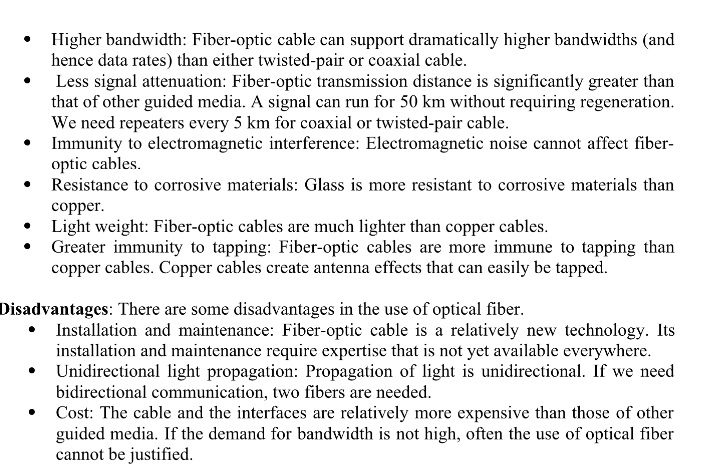 • Higher bandwidth: Fiber-optic cable can support dramatically higher bandwidths (and
hence data rates) than either twisted-pair or coaxial cable.
• Less signal attenuation: Fiber-optic transmission distance is significantly greater than
that of other guided media. A signal can run for 50 km without requiring regeneration.
We need repeaters every 5 km for coaxial or twisted-pair cable.
• Immunity to electromagnetic interference: Electromagnetic noise cannot affect fiber-
optic cables.
• Resistance to corrosive materials: Glass is more resistant to corrosive materials than
copper.
• Light weight: Fiber-optic cables are much lighter than copper cables.
• Greater immunity to tapping: Fiber-optic cables are more immune to tapping than
copper cables. Copper cables create antenna effects that can easily be tapped.
Disadvantages: There are some disadvantages in the use of optical fiber.
• Installation and maintenance: Fiber-optic cable is a relatively new technology. Its
installation and maintenance require expertise that is not yet available everywhere.
• Unidirectional light propagation: Propagation of light is unidirectional. If we need
bidirectional communication, two fibers are needed.
• Cost: The cable and the interfaces are relatively more expensive than those of other
guided media. If the demand for bandwidth is not high, often the use of optical fiber
cannot be justified.